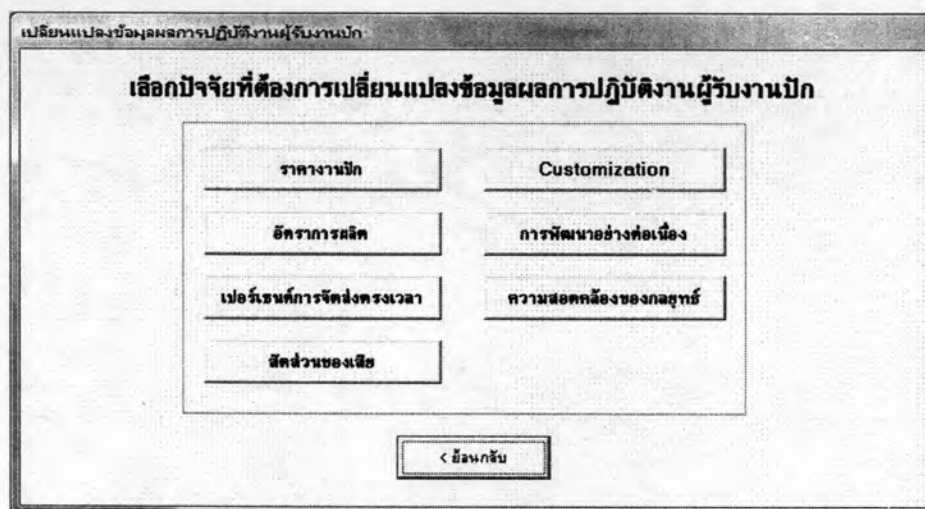 เปลี่ยนแปลงข้อมูลผลการปฏิบัติงานผู้รับงานปัก
เลือกปัจจัยที่ต้องการเปลี่ยนแปลงข้อมูลผลการปฏิบัติงานผู้รับงานปัก
ราคางานปัก
Customization
อัตราการผลิต
การพัฒนาอย่างต่อเนื่อง
เปอร์เซนต์การจัดส่งตรงเวลา
ความสอดคล้องของกลยุทธ์
สัดส่วนของเสีย
< ย้อนกลับ